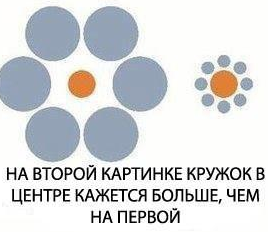 НА ВТОРОЙ КАРТИНКЕ КРУЖОК В
ЦЕНТРЕ КАЖЕТСЯ БОЛЬШЕ, ЧЕМ
НА ПЕРВОЙ